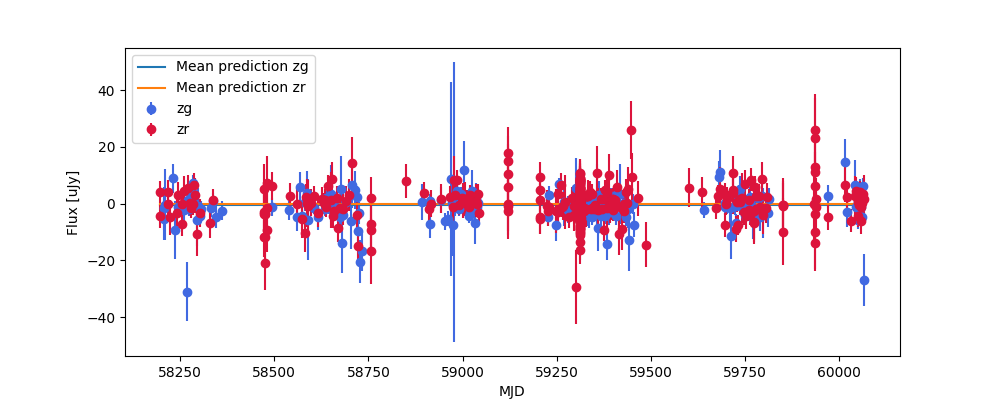 Mean prediction zg
Mean prediction zr
zg
zr
Flux [uJy]
40
20
0
−20
−40
58250
58500
58750
59000
59250
59500
59750
60000
MJD